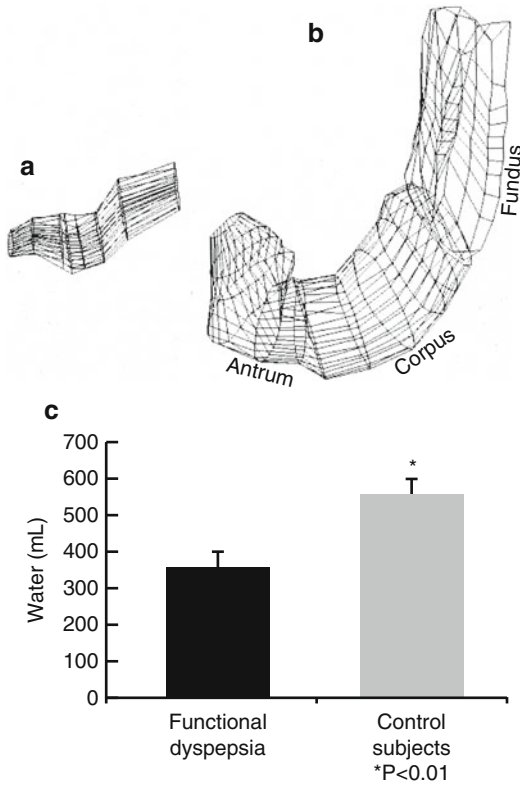 a
b
Fundus
Antrum
Corpus
c
700
600
500
400
300
200
100
0
Water (mL)
*
Functional
dyspepsia
Control
subjects
*P<0.01